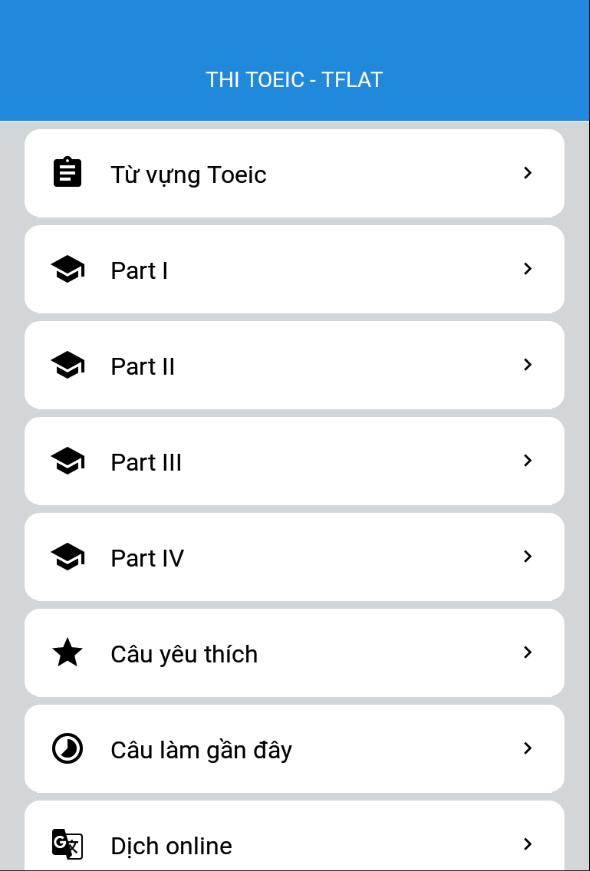 THI TOEIC - TFLAT
Từ vựng Toeic
Part I
Part II
Part III
Part IV
Câu yêu thích
Câu làm gần đây
Dịch online